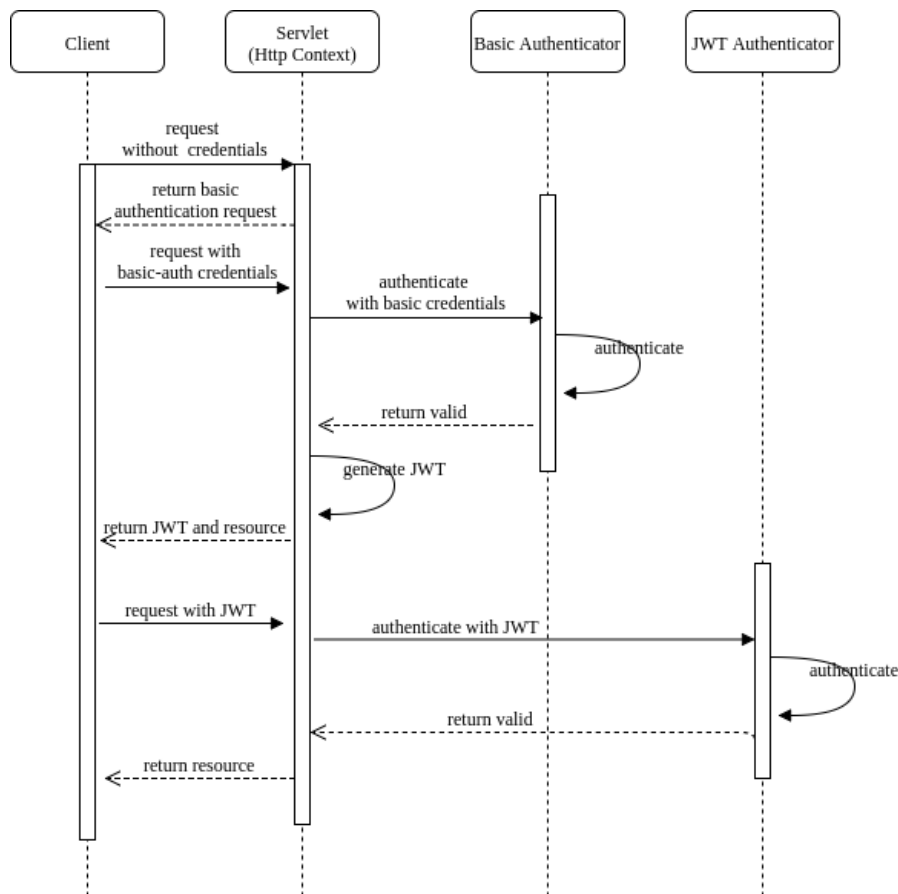 Client
Servlet
(Http Context)
Basic Authenticator
JWT Authenticator
request
without credentials
return basic
authentication request
request with
basic-auth credentials
authenticate
with basic credentials
authenticate
return valid
generate JWT
return JWT and resource
request with JWT
authenticate with JWT
authenticate
return valid
return resource